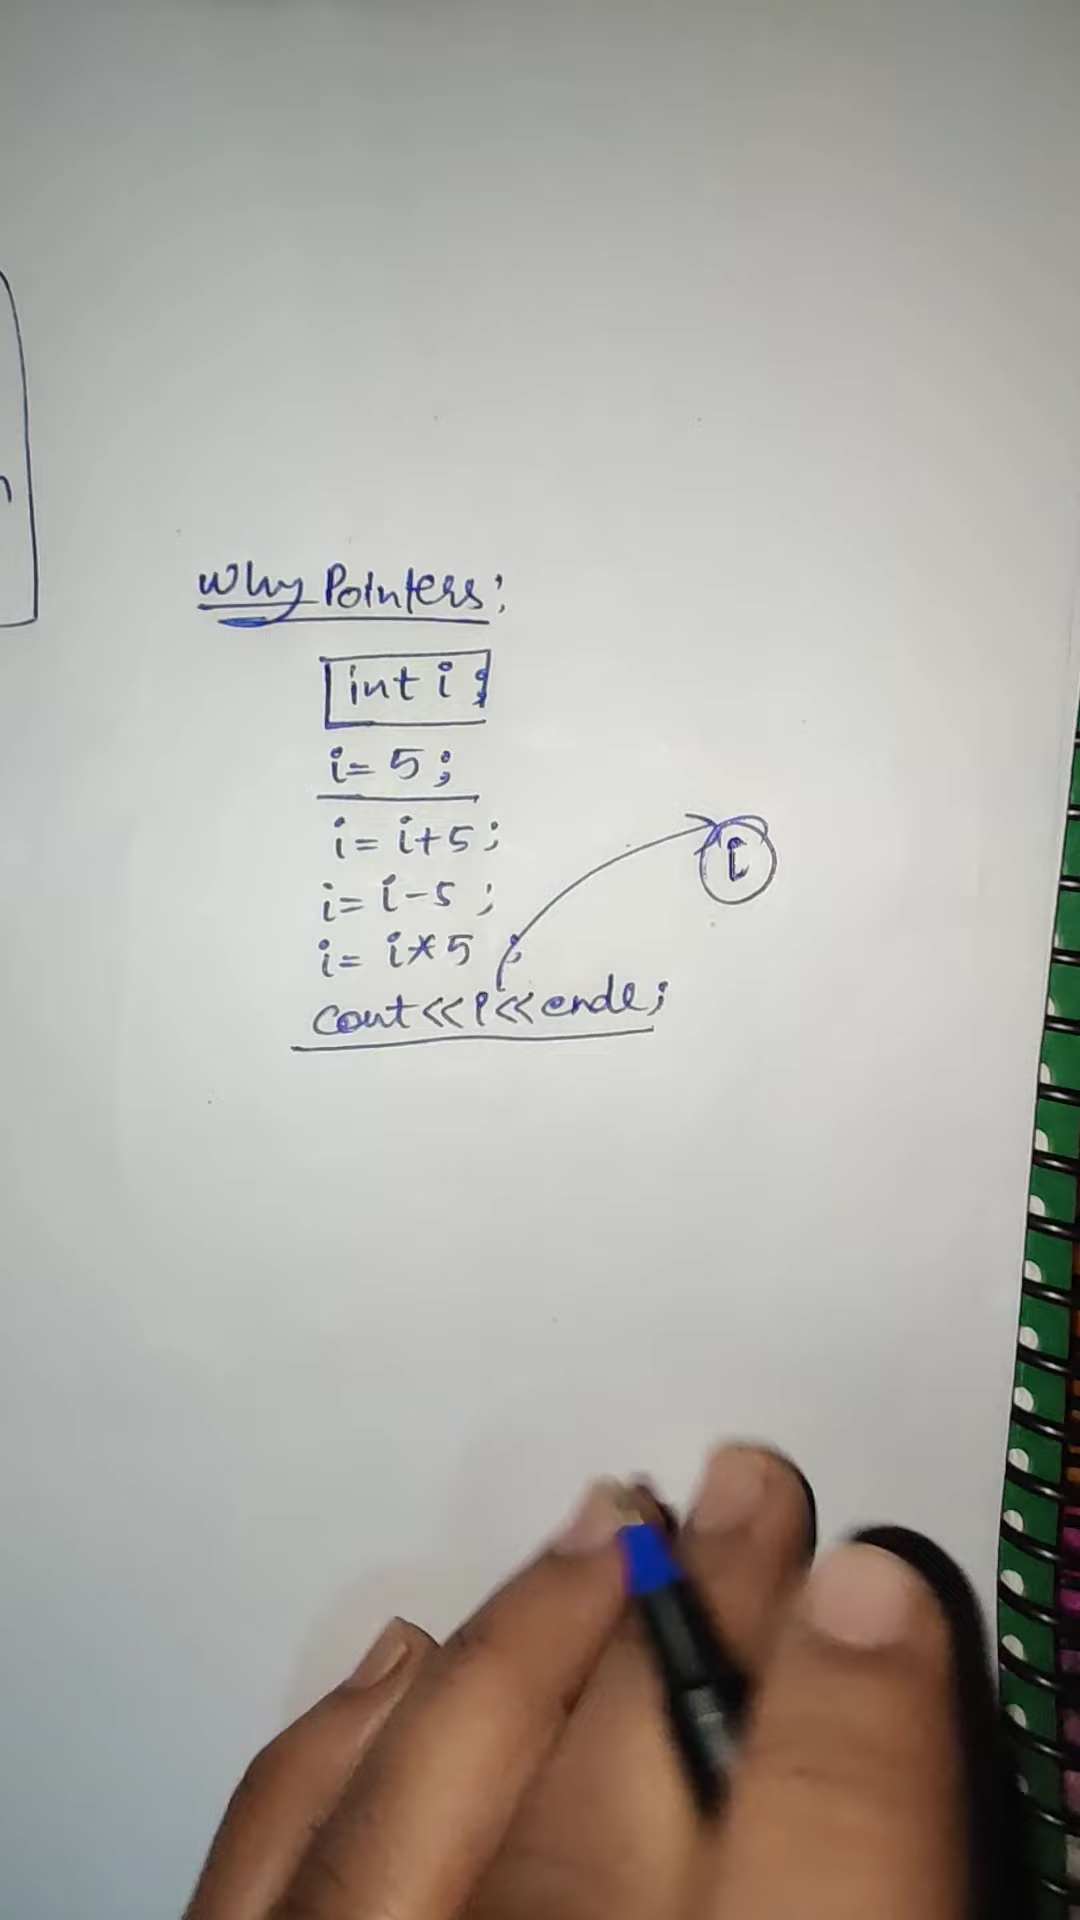 Why Pointers:
int i;
i= 5;
i= i+5;
i= i-5;
i= i*5;
i
cout<<i<<endl;